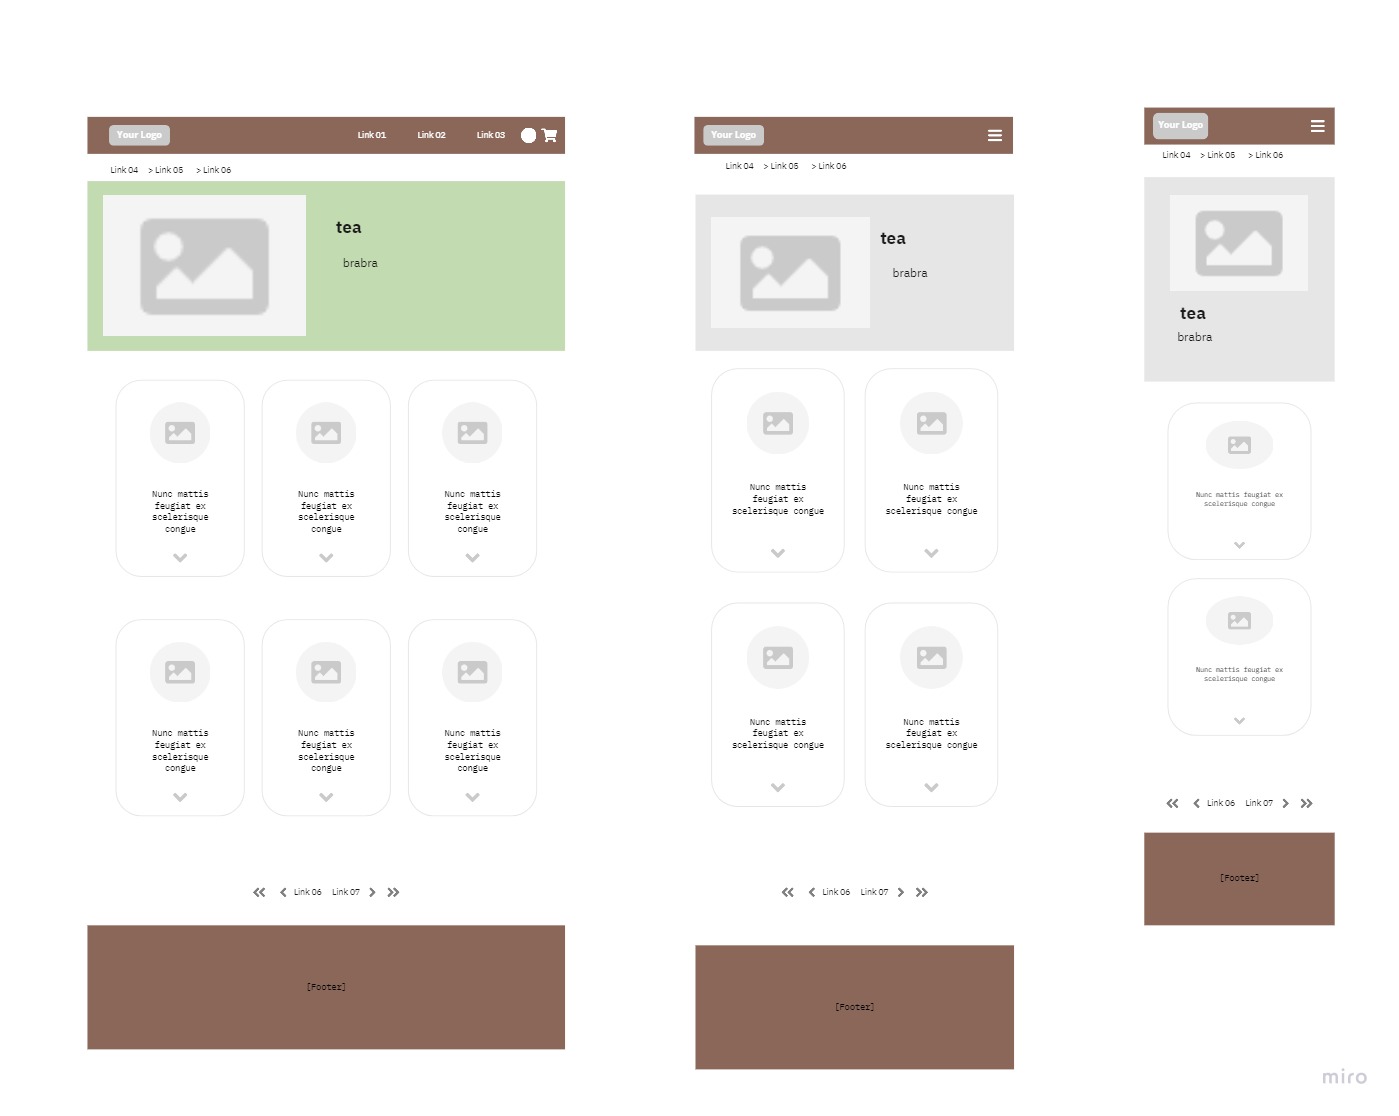 Your Logo
Link 01
Link 02
Link 03
Link 04 > Link 05 > Link 06
tea
brabra
Nunc mattis
feugiat ex
scelerisque
congue
Nunc mattis
feugiat ex
scelerisque
congue
Nunc mattis
feugiat ex
scelerisque
congue
Nunc mattis
feugiat ex
scelerisque
congue
Nunc mattis
feugiat ex
scelerisque
congue
Nunc mattis
feugiat ex
scelerisque
congue
Link 06 Link 07
[Footer]
Your Logo
Link 04 > Link 05 > Link 06
tea
brabra
Nunc mattis
feugiat ex
scelerisque congue
Nunc mattis
feugiat ex
scelerisque congue
Nunc mattis
feugiat ex
scelerisque congue
Nunc mattis
feugiat ex
scelerisque congue
Link 06 Link 07
[Footer]
Your Logo
Link 04 > Link 05 > Link 06
tea
brabra
Nunc mattis feugiat ex
scelerisque congue
Nunc mattis feugiat ex
scelerisque congue
Link 06 Link 07
[Footer]
miro